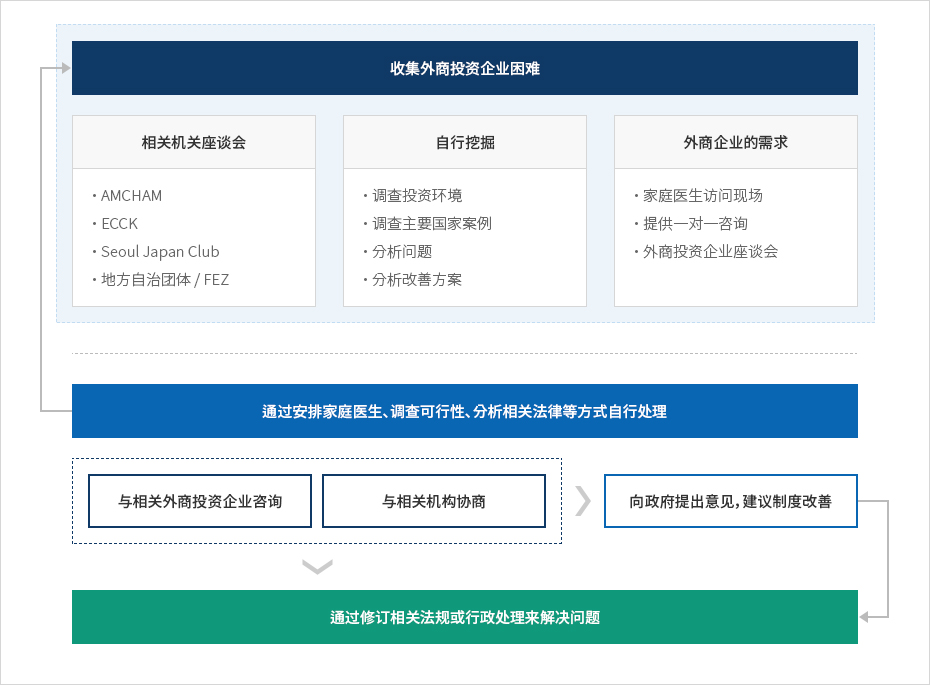 收集外商投资企业困难
相关机关座谈会
· AMCHAM
· ECCK
· Seoul Japan Club
· 地方自治团体 / FEZ
自行挖掘
· 调查投资环境
· 调查主要国家案例
· 分析问题
· 分析改善方案
外商企业的需求
· 家庭医生访问现场
· 提供一对一咨询
· 外商投资企业座谈会
通过安排家庭医生、调查可行性、分析相关法律等方式自行处理
与相关外商投资企业咨询
与相关机构协商
向政府提出意见，建议制度改善
通过修订相关法规或行政处理来解决问题